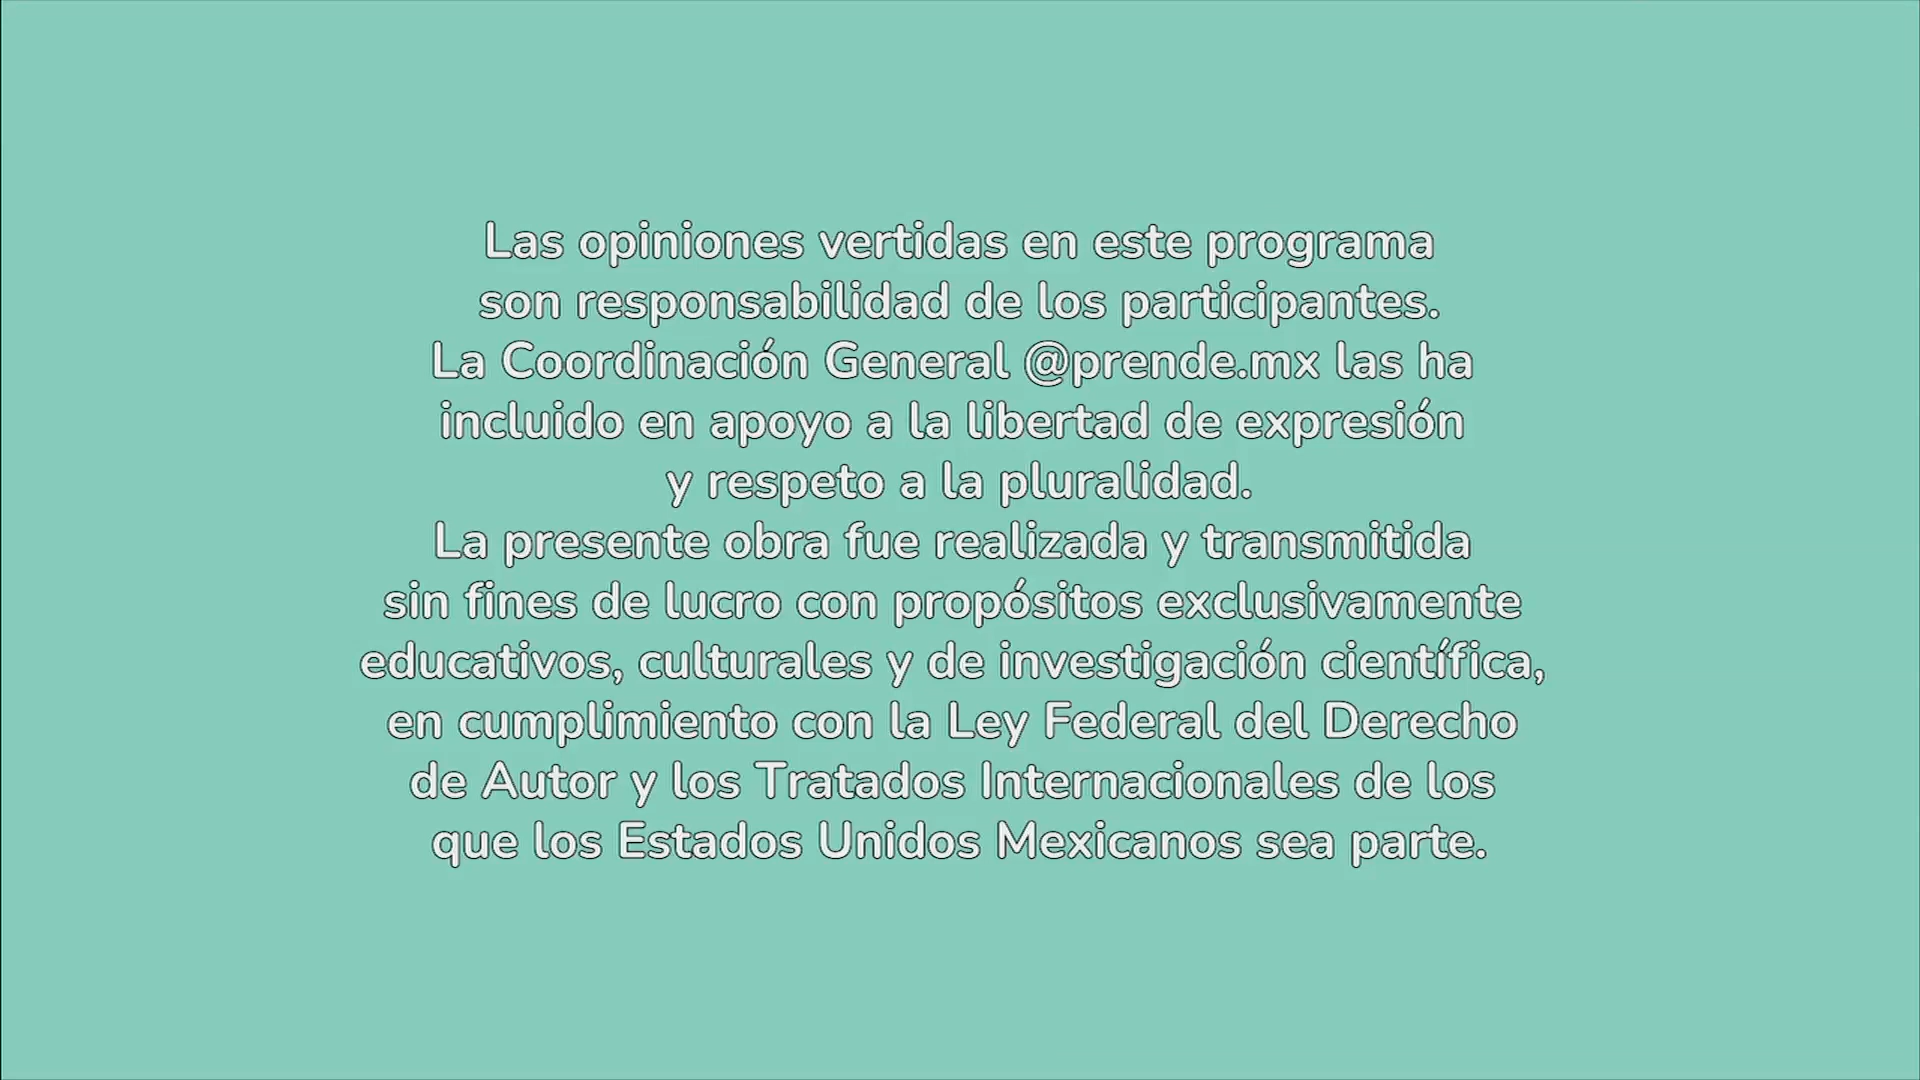 Las opiniones vertidas en este programa
son responsabilidad de los participantes.
La Coordinación General @prende.mx las ha
incluido en apoyo a la libertad de expresión
y respeto a la pluralidad.
La presente obra fue realizada y transmitida
sin fines de lucro con propósitos exclusivamente
educativos, culturales y de investigación científica,
en cumplimiento con la Ley Federal del Derecho
de Autor y los Tratados Internacionales de los
que los Estados Unidos Mexicanos sea parte.